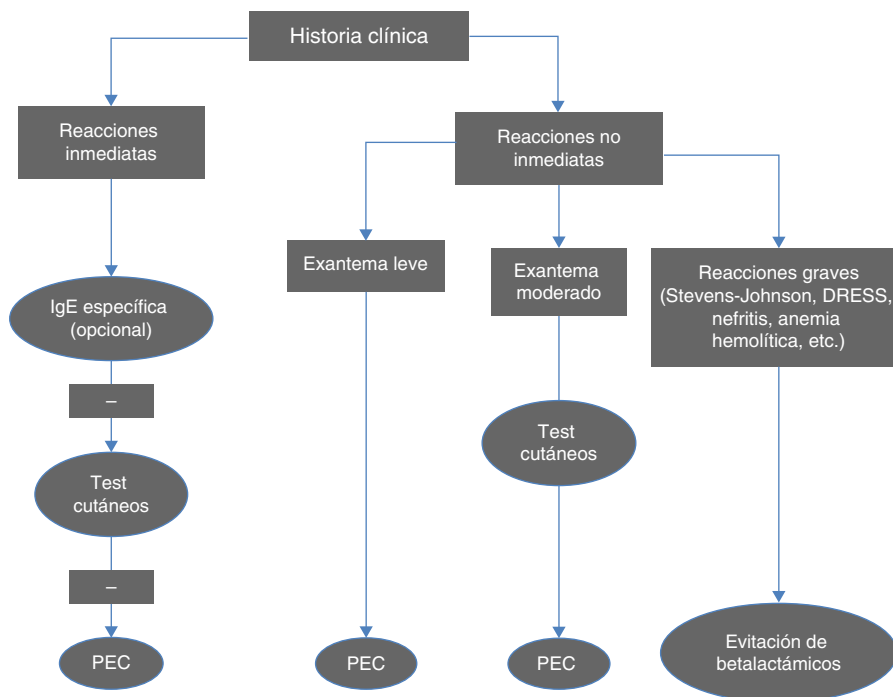 Historia clínica
Reacciones
inmediatas
Reacciones no
inmediatas
Exantema leve
Exantema
moderado
Reacciones graves
(Stevens-Johnson, DRESS,
nefritis, anemia
hemolítica, etc.)
IgE específica
(opcional)
–
Test
cutáneos
Test
cutáneos
–
PEC
PEC
PEC
Evitación de
betalactámicos